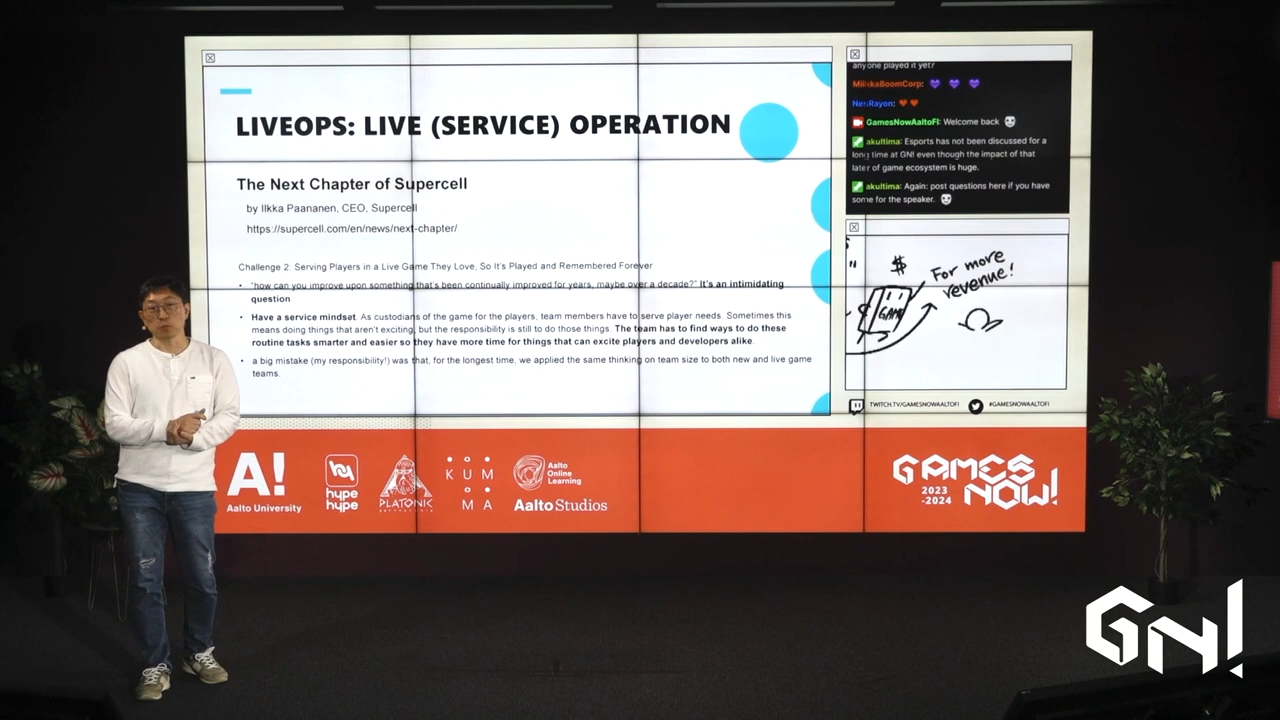 LIVEOPS: LIVE (SERVICE) OPERATION
The Next Chapter of Supercell
by Ilkka Paananen, CEO, Supercell
https://supercell.com/en/news/next-chapter/
Challenge 2: Serving Players in a Live Game They Love, So It's Played and Remembered Forever
• "how can you improve upon something that's been continually improved for years, maybe over a decade?" It's an intimidating
question
• Have a service mindset. As custodians of the game for the players, team members have to serve player needs. Sometimes this
means doing things that aren't exciting, but the responsibility is still to do those things. The team has to find ways to do these
routine tasks smarter and easier so they have more time for things that can excite players and developers alike.
• a big mistake (my responsibility!) was that, for the longest time, we applied the same thinking on team size to both new and live game
teams.
anyone played it yet?
MiikkaBoomCorp:
NeriRayon:
GamesNowAaltoFI: Welcome back
akultima: Esports has not been discussed for a
long time at GN! even though the impact of that
later of game ecosystem is huge.
akultima: Again: post questions here if you have
some for the speaker.
$
For more
revenue!
GAME
TWITCH.TV/GAMESNOWAALTOFI
#GAMESNOWAALTOFI
A!
Aalto University
hype
hype
PLATONIC
KUM
MA
Aalto
Online
Learning
Aalto Studios
GAMES
NOW!
2023
-2024
GN!